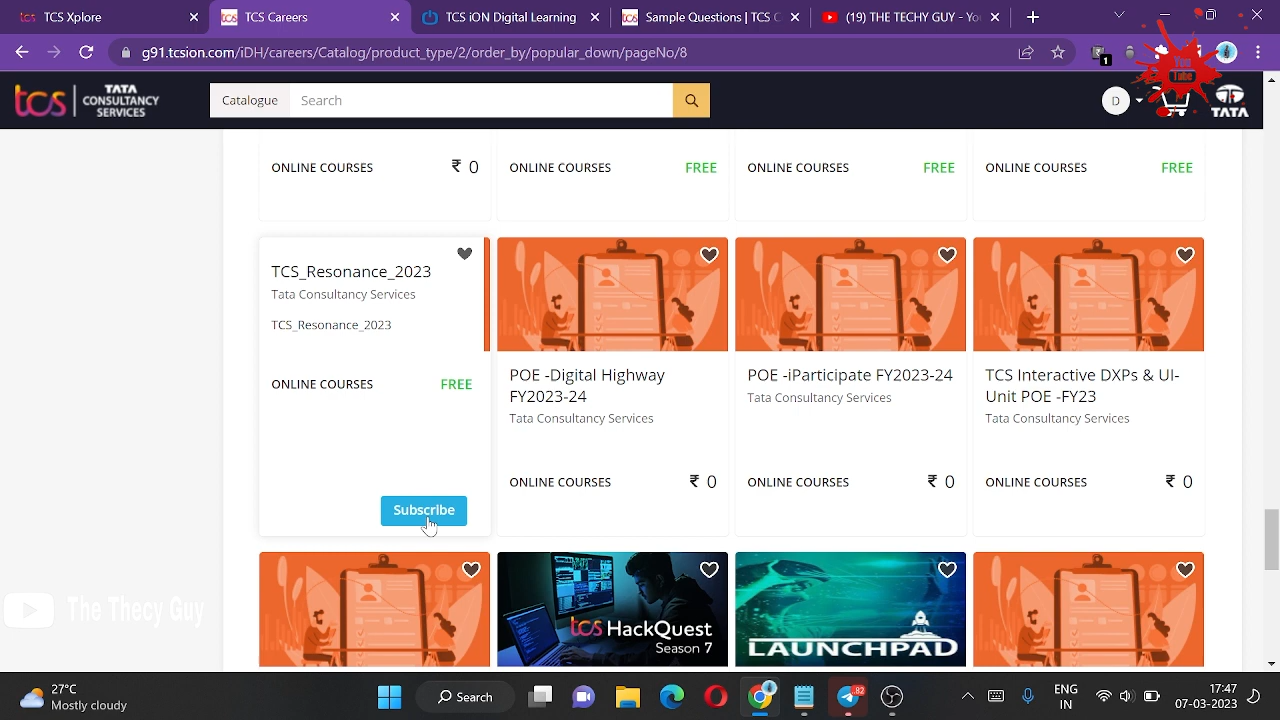 TCS Xplore
TCS Careers
TCS iON Digital Learning
Sample Questions | TCS C
(19) THE TECHY GUY - Yo
g91.tcsion.com/iDH/careers/Catalog/product_type/2/order_by/popular_down/pageNo/8
1
You
Tube
tcs TATA
CONSULTANCY
SERVICES
Catalogue Search
D
TATA
ONLINE COURSES ₹ 0
ONLINE COURSES FREE
ONLINE COURSES FREE
ONLINE COURSES FREE
TCS_Resonance_2023
Tata Consultancy Services
TCS_Resonance_2023
ONLINE COURSES FREE
Subscribe
POE -Digital Highway
FY2023-24
Tata Consultancy Services
ONLINE COURSES ₹ 0
POE -iParticipate FY2023-24
Tata Consultancy Services
ONLINE COURSES ₹ 0
TCS Interactive DXPs & UI-
Unit POE -FY23
Tata Consultancy Services
ONLINE COURSES ₹ 0
tcs HackQuest
Season 7
LAUNCHPAD
The Thecy Guy
27°C
Mostly cloudy
Search
82
ENG
IN
17:47
07-03-2023